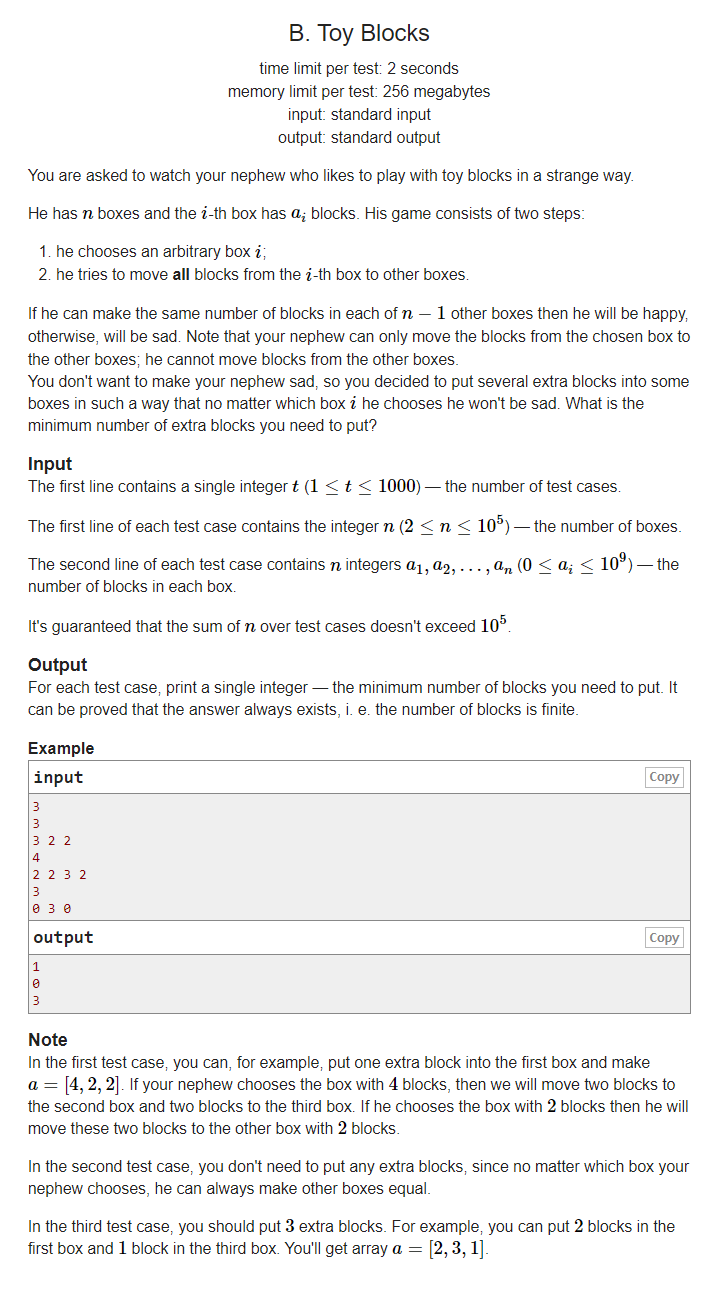 B. Toy Blocks
time limit per test: 2 seconds
memory limit per test: 256 megabytes
input: standard input
output: standard output
You are asked to watch your nephew who likes to play with toy blocks in a strange way.
He has n boxes and the i-th box has a_i blocks. His game consists of two steps:
1. he chooses an arbitrary box i;
2. he tries to move all blocks from the i-th box to other boxes.
If he can make the same number of blocks in each of n − 1 other boxes then he will be happy,
otherwise, will be sad. Note that your nephew can only move the blocks from the chosen box to
the other boxes; he cannot move blocks from the other boxes.
You don't want to make your nephew sad, so you decided to put several extra blocks into some
boxes in such a way that no matter which box i he chooses he won't be sad. What is the
minimum number of extra blocks you need to put?
Input
The first line contains a single integer t (1 ≤ t ≤ 1000) — the number of test cases.
The first line of each test case contains the integer n (2 ≤ n ≤ 10^5) — the number of boxes.
The second line of each test case contains n integers a_1, a_2, . . . , a_n (0 ≤ a_i ≤ 10^9) — the
number of blocks in each box.
It's guaranteed that the sum of n over test cases doesn't exceed 10^5.
Output
For each test case, print a single integer — the minimum number of blocks you need to put. It
can be proved that the answer always exists, i. e. the number of blocks is finite.
Example
input
Copy
3
3
3 2 2
4
2 2 3 2
3
0 3 0
output
Copy
1
0
3
Note
In the first test case, you can, for example, put one extra block into the first box and make
a = [4, 2, 2]. If your nephew chooses the box with 4 blocks, then we will move two blocks to
the second box and two blocks to the third box. If he chooses the box with 2 blocks then he will
move these two blocks to the other box with 2 blocks.
In the second test case, you don't need to put any extra blocks, since no matter which box your
nephew chooses, he can always make other boxes equal.
In the third test case, you should put 3 extra blocks. For example, you can put 2 blocks in the
first box and 1 block in the third box. You'll get array a = [2, 3, 1].